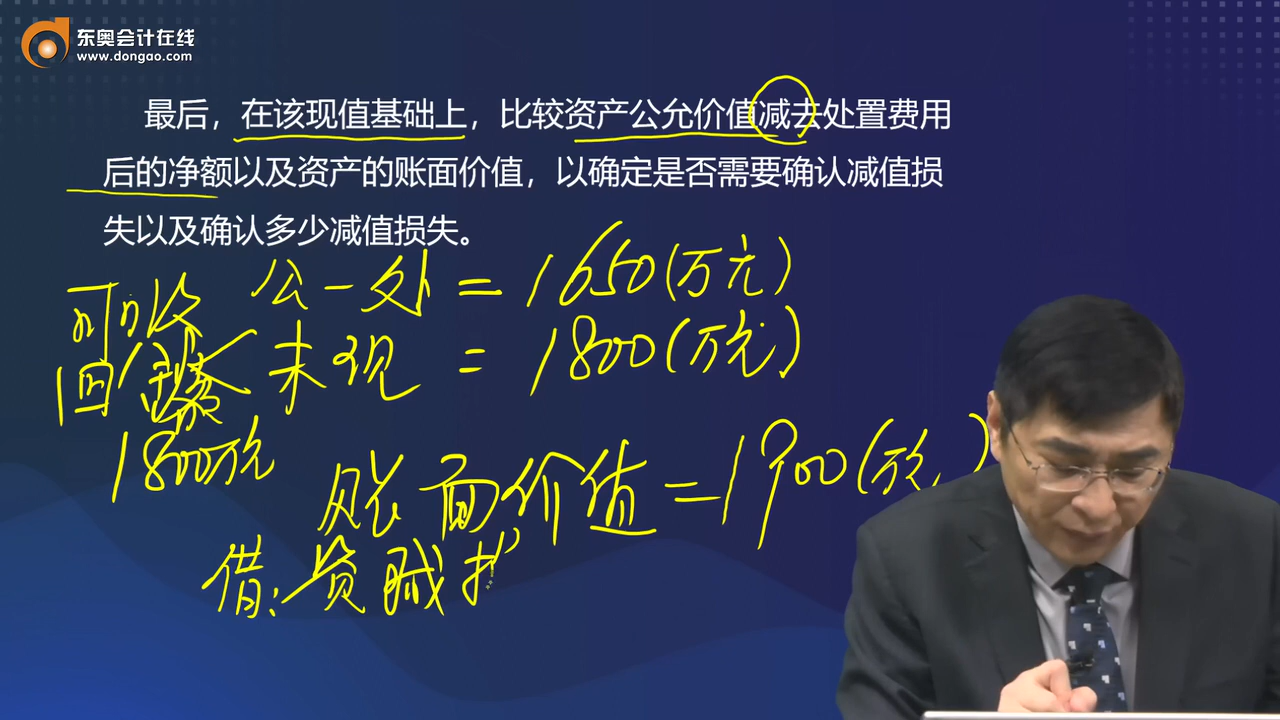 东奥会计在线
www.dongao.com
最后，在该现值基础上，比较资产公允价值减去处置费用
后的净额以及资产的账面价值，以确定是否需要确认减值损
失以及确认多少减值损失。
可收 公一处 = 1650(万元)
回金额 未现 = 1800(万元)
1800万元
账面价值=1900(万元)
借:资减